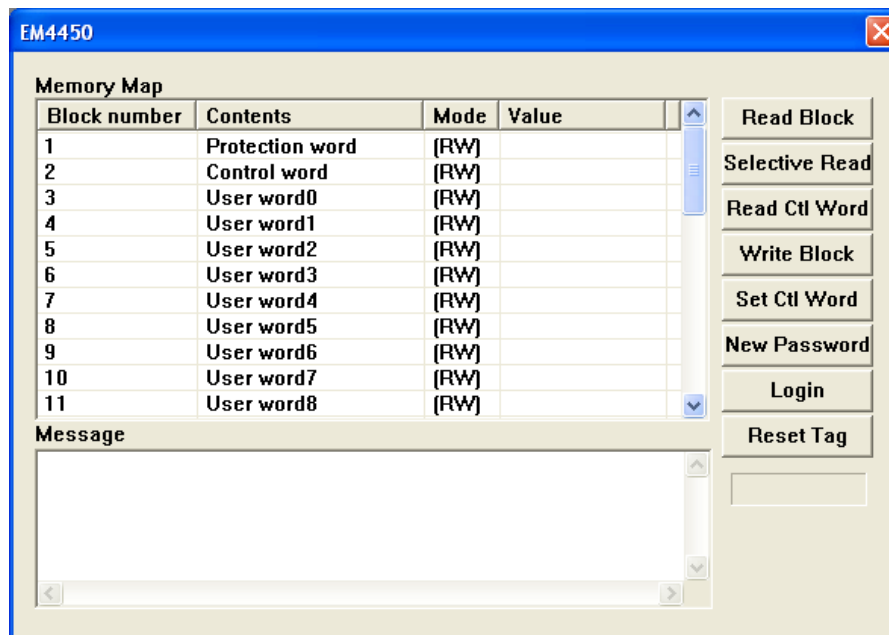 EM4450
Memory Map
Block number Contents Mode Value
1 Protection word (RW)
2 Control word (RW)
3 User word0 (RW)
4 User word1 (RW)
5 User word2 (RW)
6 User word3 (RW)
7 User word4 (RW)
8 User word5 (RW)
9 User word6 (RW)
10 User word7 (RW)
11 User word8 (RW)
Message
Read Block
Selective Read
Read Ctl Word
Write Block
Set Ctl Word
New Password
Login
Reset Tag